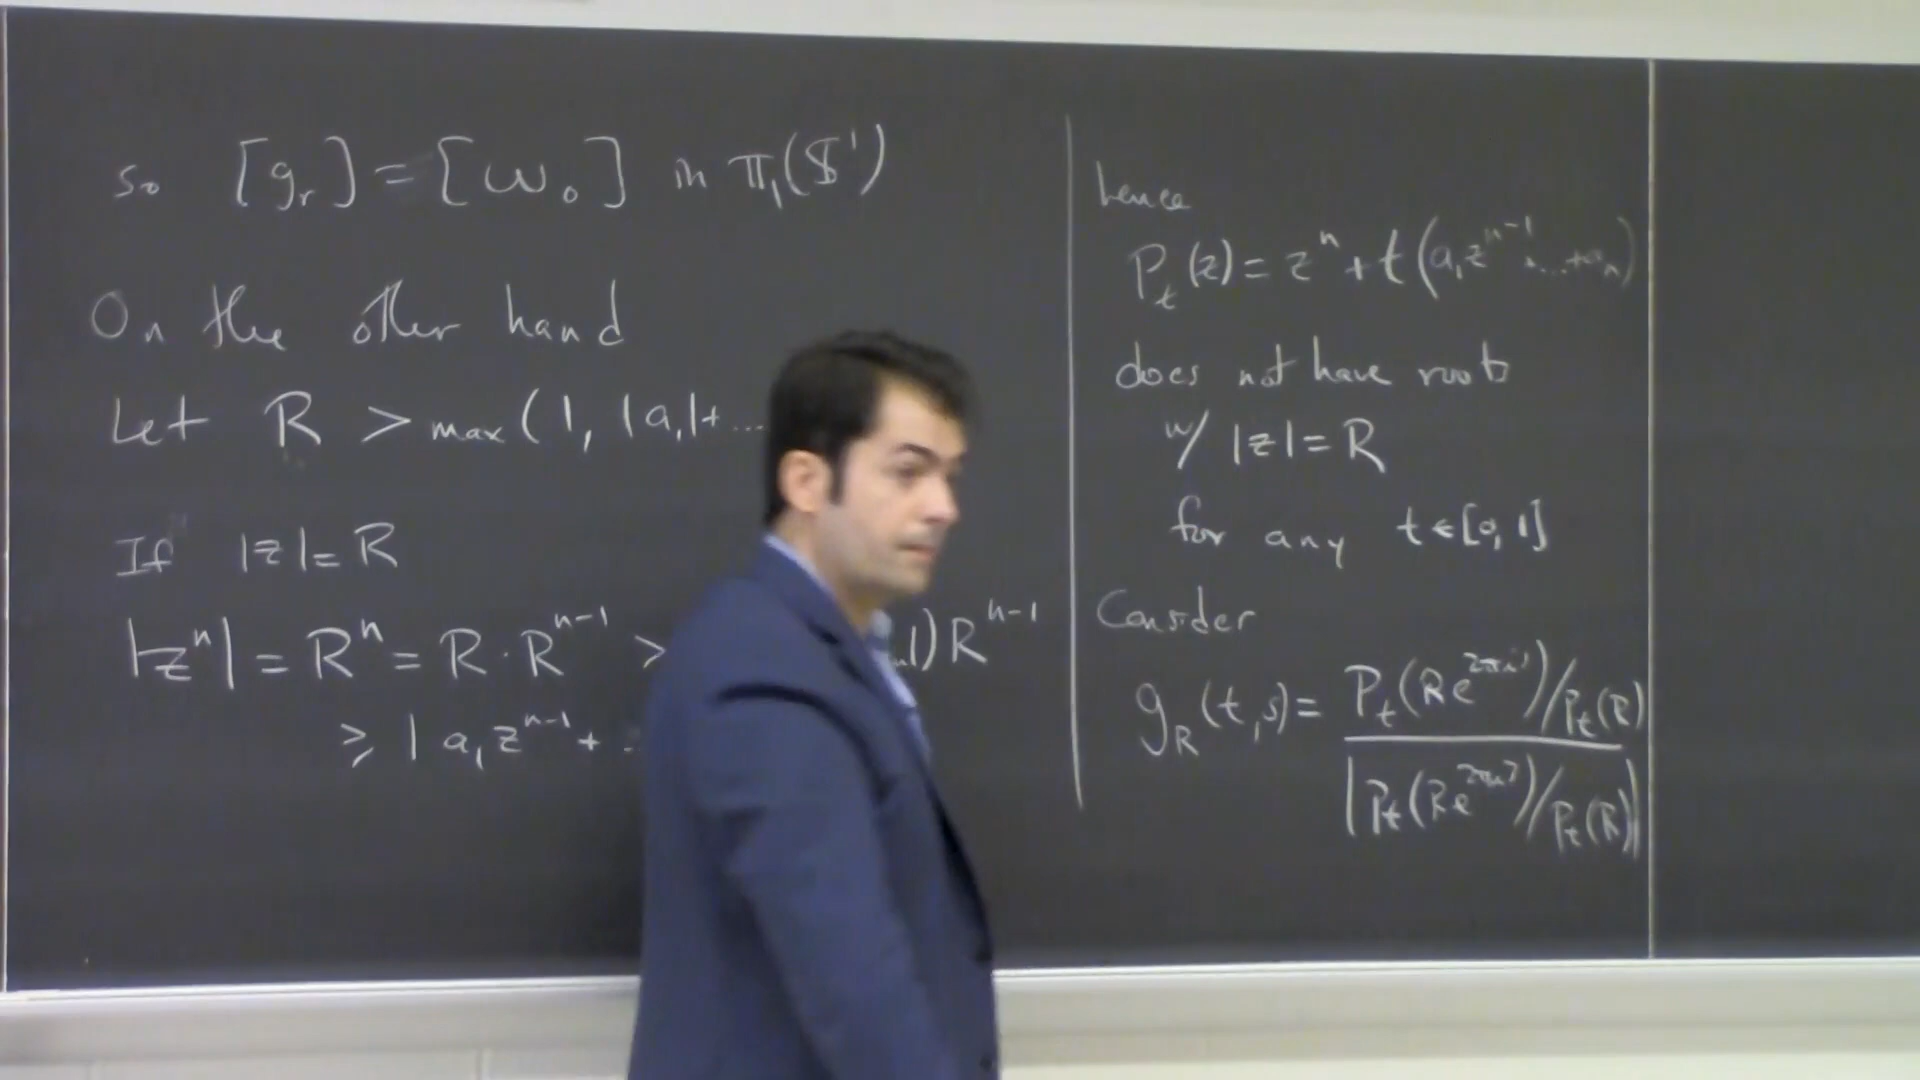 so [g_r] = [ω_0] in π_1(S^1)
On the other hand
Let R > max(1, |a_1|+...
If |z| = R
|z^n| = R^n = R·R^{n-1} > |)R^{n-1}
≥ |a_1 z^{n-1} +
hence
P_t(z) = z^n + t(a_1 z^{n-1} + ... + a_n)
does not have roots
w/ |z| = R
for any t ∈ [0, 1]
Consider
g_R(t, s) = \frac{P_t(Re^{2πis})/P_t(R)}{|P_t(Re^{2πis})/P_t(R)|}